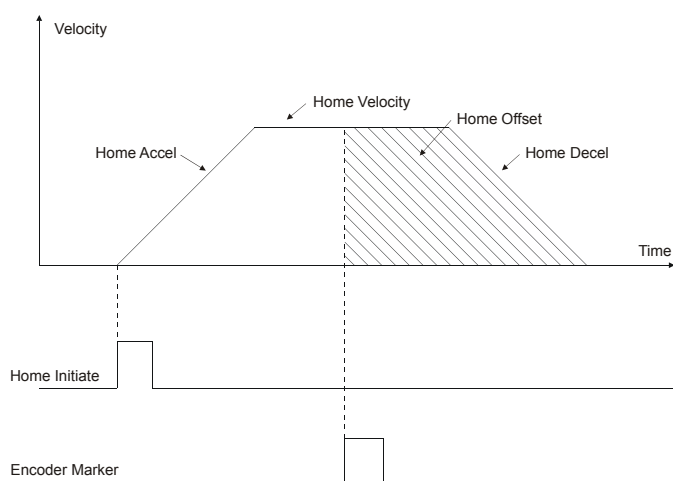 Velocity
Home Velocity
Home Offset
Home Accel
Home Decel
Time
Home Initiate
Encoder Marker